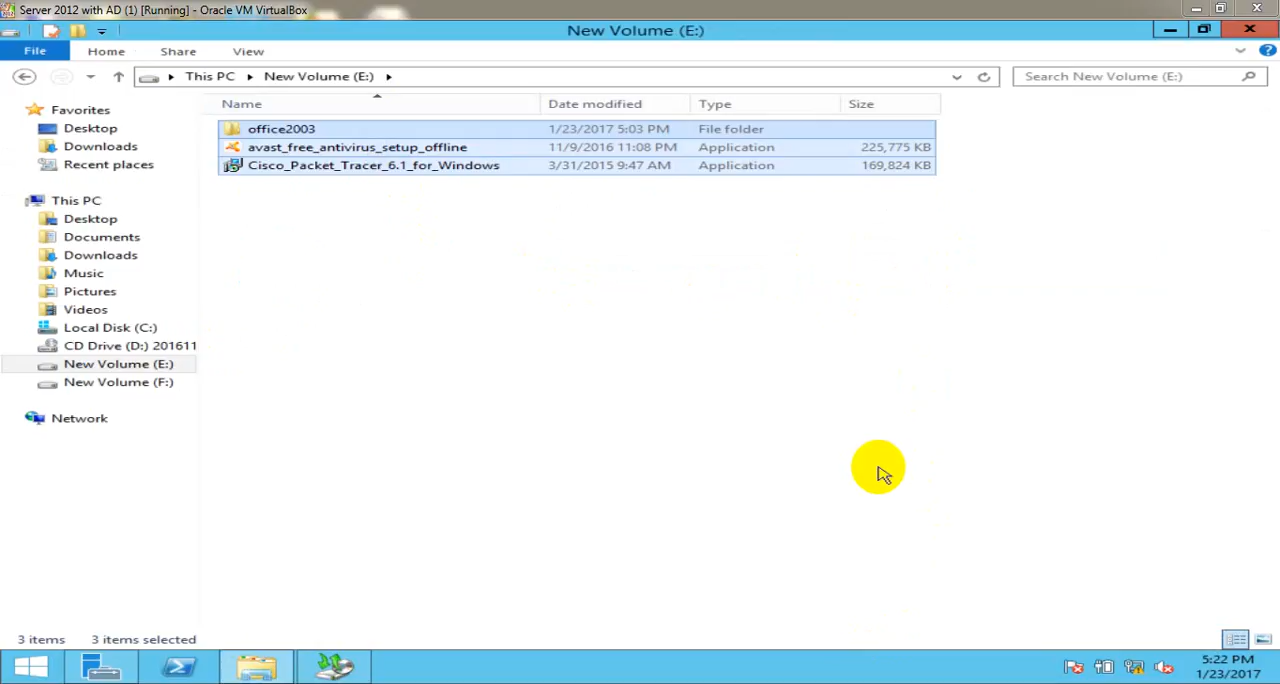 Server 2012 with AD (1) [Running] - Oracle VM VirtualBox
New Volume (E:)
File Home Share View
This PC New Volume (E:)
Search New Volume (E:)
Name Date modified Type Size
office2003 1/23/2017 5:03 PM File folder
avast_free_antivirus_setup_offline 11/9/2016 11:08 PM Application 225,775 KB
Cisco_Packet_Tracer_6.1_for_Windows 3/31/2015 9:47 AM Application 169,824 KB
Favorites
Desktop
Downloads
Recent places
This PC
Desktop
Documents
Downloads
Music
Pictures
Videos
Local Disk (C:)
CD Drive (D:) 201611
New Volume (E:)
New Volume (F:)
Network
3 items 3 items selected
5:22 PM
1/23/2017